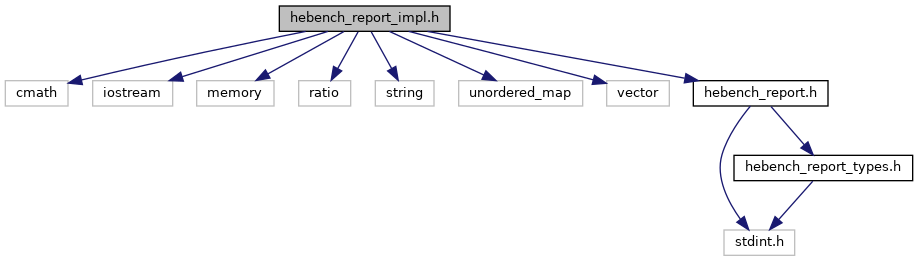 hebench_report_impl.h
cmath
iostream
memory
ratio
string
unordered_map
vector
hebench_report.h
hebench_report_types.h
stdint.h